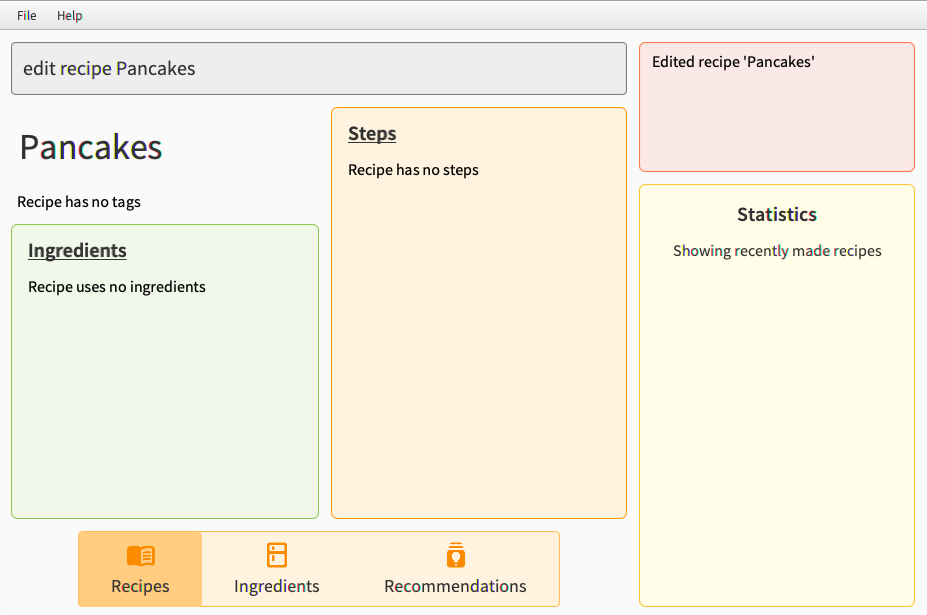 File Help
edit recipe Pancakes
Edited recipe 'Pancakes'
Pancakes
Recipe has no tags
Ingredients
Recipe uses no ingredients
Steps
Recipe has no steps
Statistics
Showing recently made recipes
Recipes Ingredients Recommendations